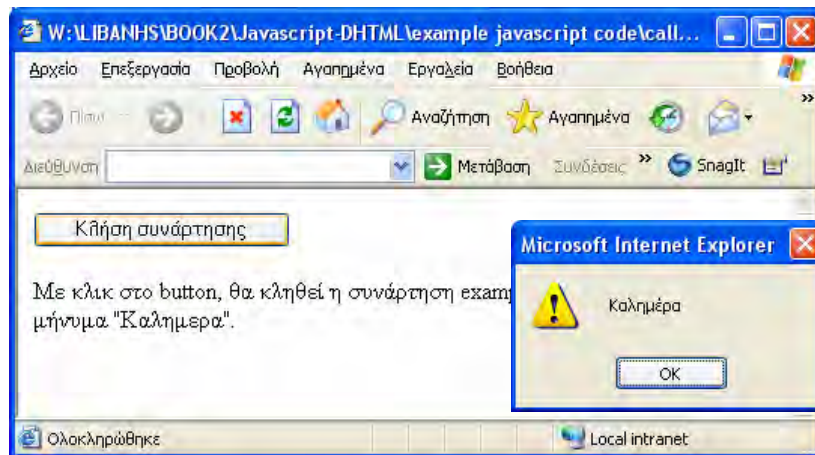 W:\LIBANHS\BOOK2\Javascript-DHTML\example javascript code\call...
Αρχείο Επεξεργασία Προβολή Αγαπημένα Εργαλεία Βοήθεια
Πίσω Αναζήτηση Αγαπημένα »
Διεύθυνση Μετάβαση Συνδέσεις » SnagIt
Κλήση συνάρτησης
Με κλικ στο button, θα κληθεί η συνάρτηση
μήνυμα "Καλημερα".
Microsoft Internet Explorer
Καλημέρα
OK
Ολοκληρώθηκε Local intranet